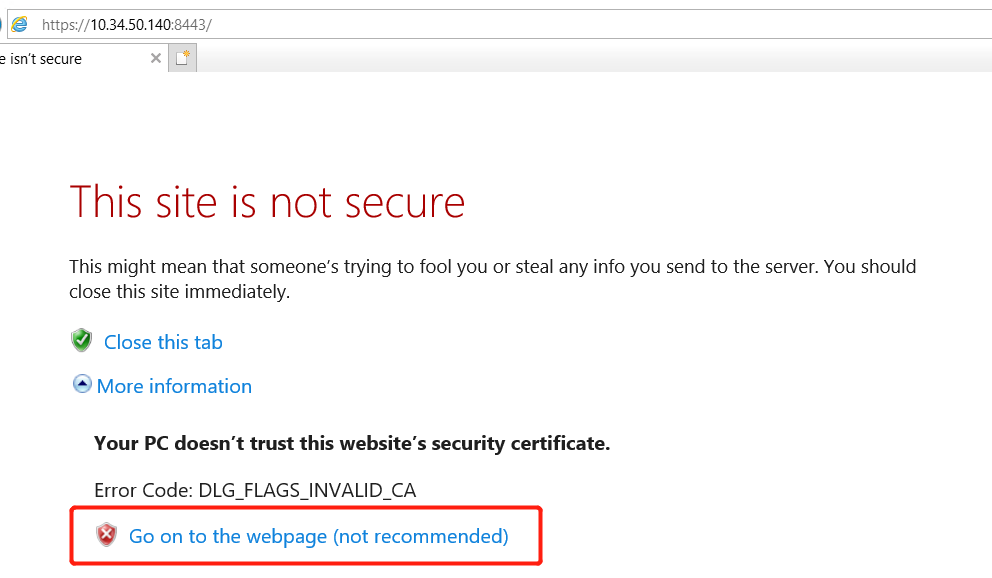 https://10.34.50.140:8443/
e isn't secure
This site is not secure
This might mean that someone's trying to fool you or steal any info you send to the server. You should
close this site immediately.
Close this tab
More information
Your PC doesn't trust this website's security certificate.
Error Code: DLG_FLAGS_INVALID_CA
Go on to the webpage (not recommended)